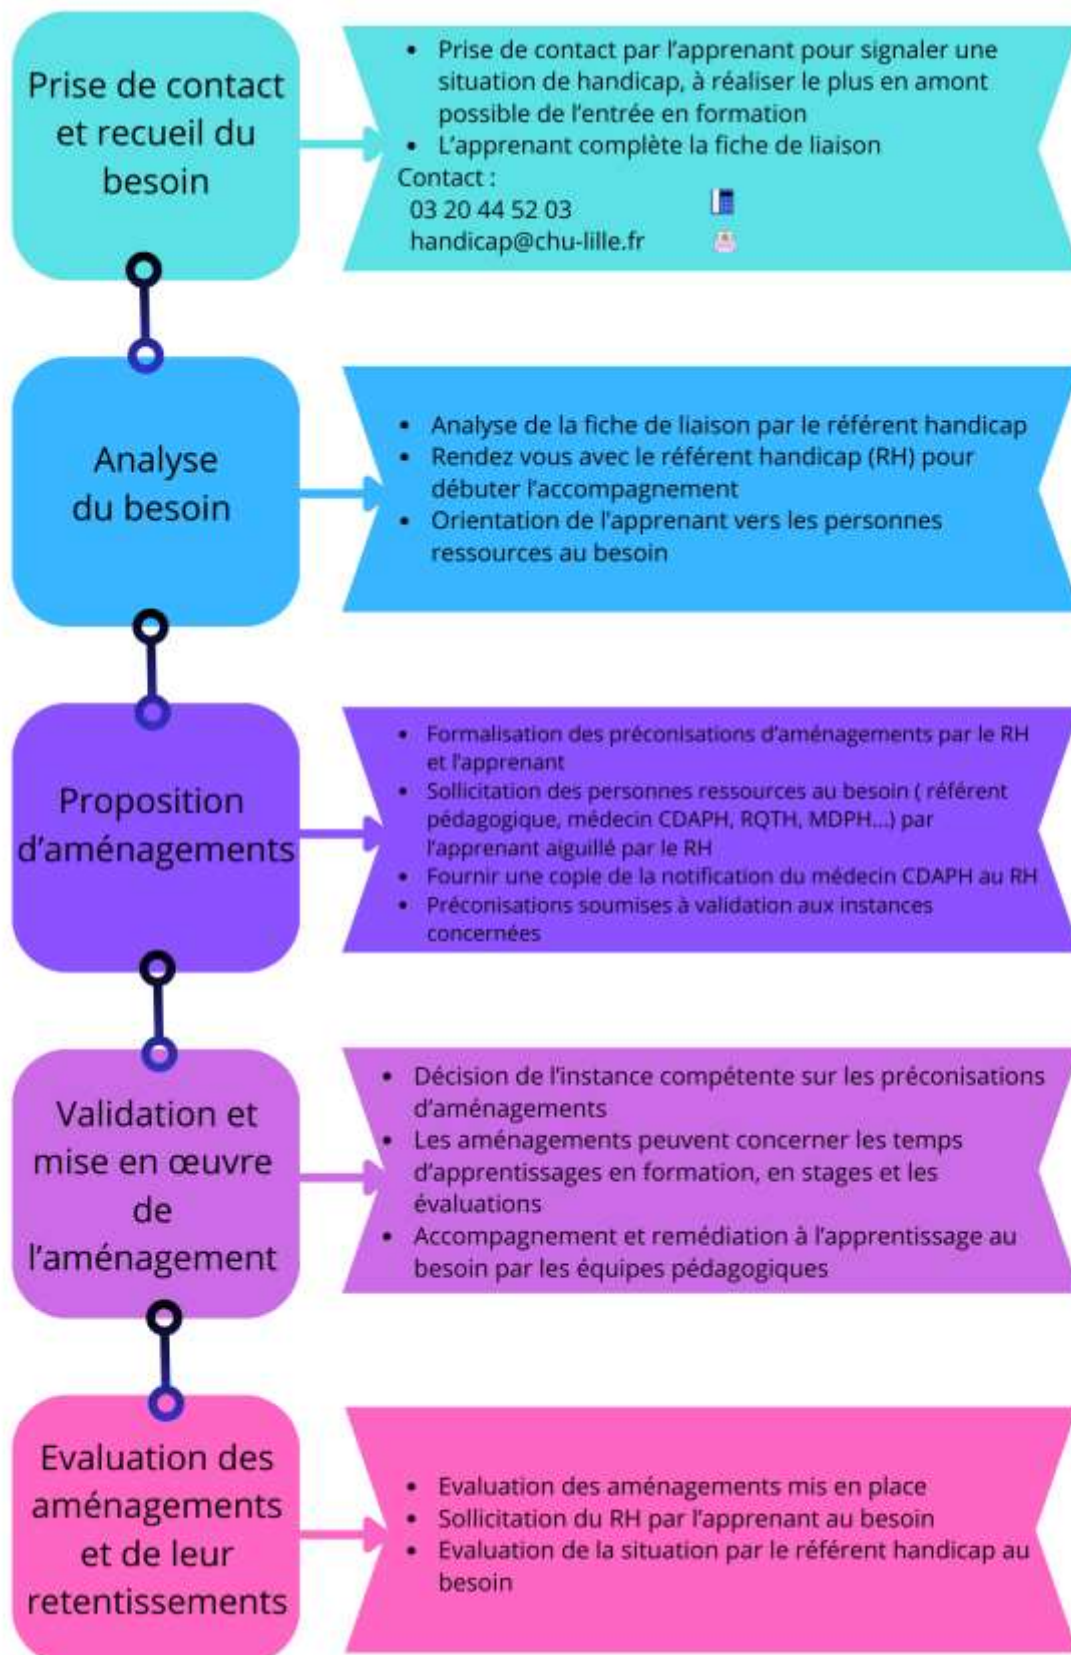 Prise de contact
et recueil du
besoin
• Prise de contact par l'apprenant pour signaler une
situation de handicap, à réaliser le plus en amont
possible de l'entrée en formation
• L'apprenant complète la fiche de liaison
Contact :
03 20 44 52 03
handicap@chu-lille.fr
Analyse
du besoin
• Analyse de la fiche de liaison par le référent handicap
• Rendez vous avec le référent handicap (RH) pour
débuter l'accompagnement
• Orientation de l'apprenant vers les personnes
ressources au besoin
Proposition
d'aménagements
• Formalisation des préconisations d'aménagements par le RH
et l'apprenant
• Sollicitation des personnes ressources au besoin ( référent
pédagogique, médecin CDAPH, RQTH, MDPH...) par
l'apprenant aiguillé par le RH
• Fournir une copie de la notification du médecin CDAPH au RH
• Préconisations soumises à validation aux instances
concernées
Validation et
mise en œuvre
de
l'aménagement
• Décision de l'instance compétente sur les préconisations
d'aménagements
• Les aménagements peuvent concerner les temps
d'apprentissages en formation, en stages et les
évaluations
• Accompagnement et remédiation à l'apprentissage au
besoin par les équipes pédagogiques
Evaluation des
aménagements
et de leur
retentissements
• Evaluation des aménagements mis en place
• Sollicitation du RH par l'apprenant au besoin
• Evaluation de la situation par le référent handicap au
besoin